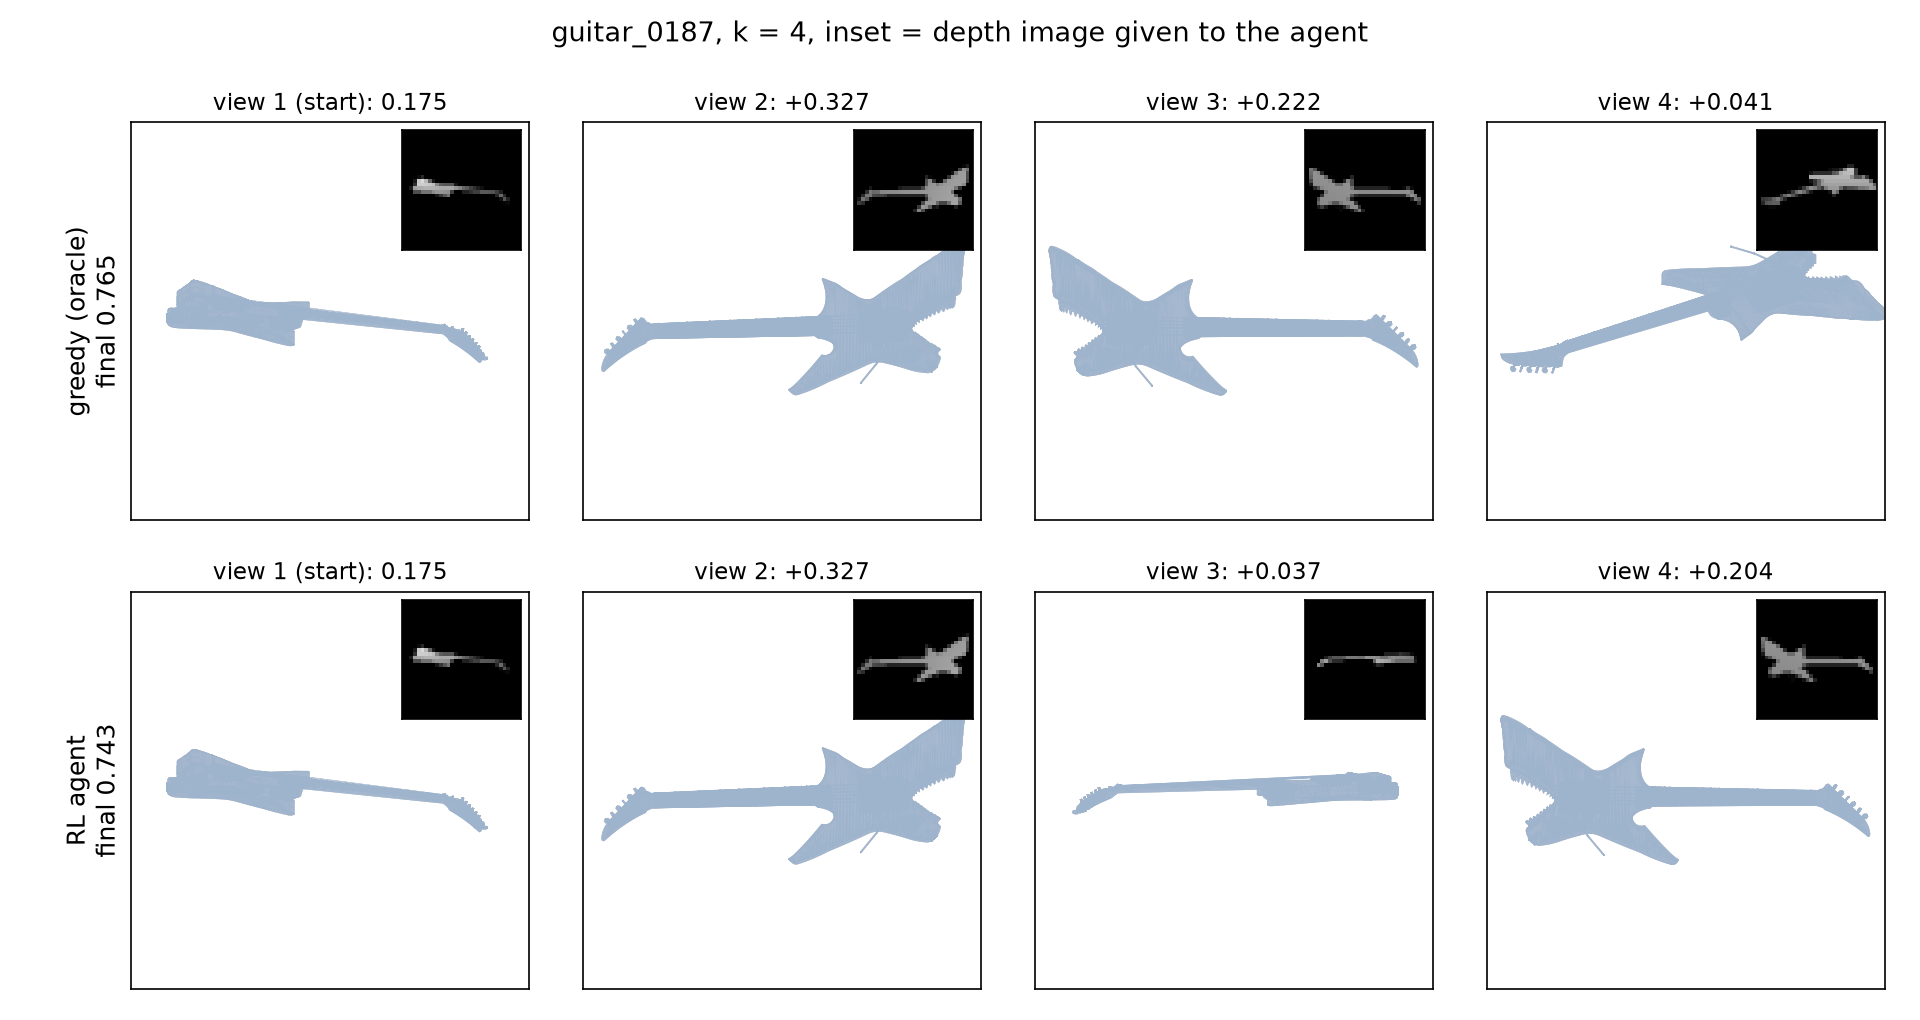 guitar_0187, k = 4, inset = depth image given to the agent
view 1 (start): 0.175
view 2: +0.327
view 3: +0.222
view 4: +0.041
greedy (oracle)
final 0.765
view 1 (start): 0.175
view 2: +0.327
view 3: +0.037
view 4: +0.204
RL agent
final 0.743